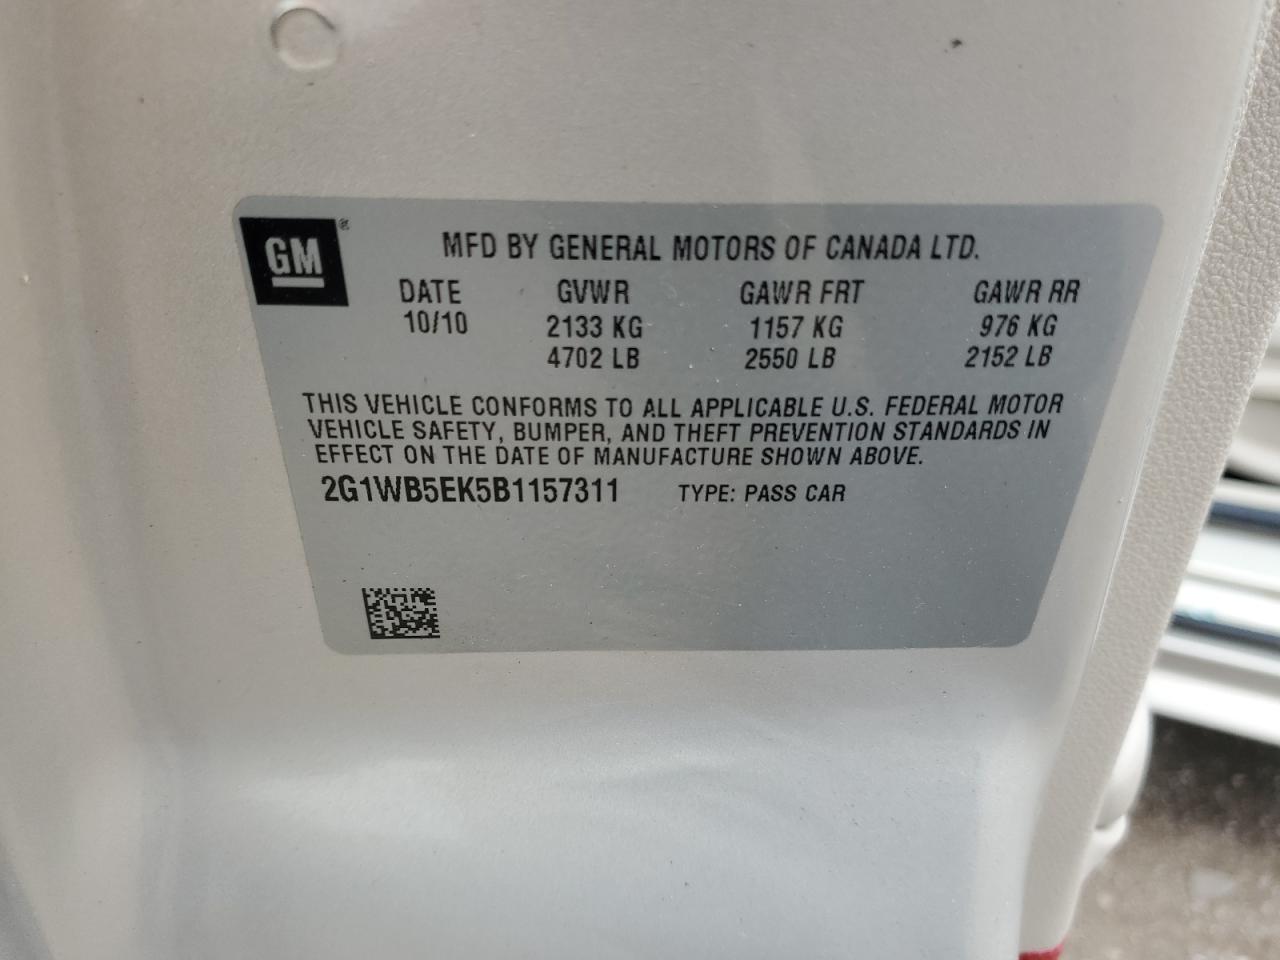 GM®
MFD BY GENERAL MOTORS OF CANADA LTD.
DATE GVWR GAWR FRT GAWR RR
10/10 2133 KG 1157 KG 976 KG
4702 LB 2550 LB 2152 LB
THIS VEHICLE CONFORMS TO ALL APPLICABLE U.S. FEDERAL MOTOR
VEHICLE SAFETY, BUMPER, AND THEFT PREVENTION STANDARDS IN
EFFECT ON THE DATE OF MANUFACTURE SHOWN ABOVE.
2G1WB5EK5B1157311 TYPE: PASS CAR